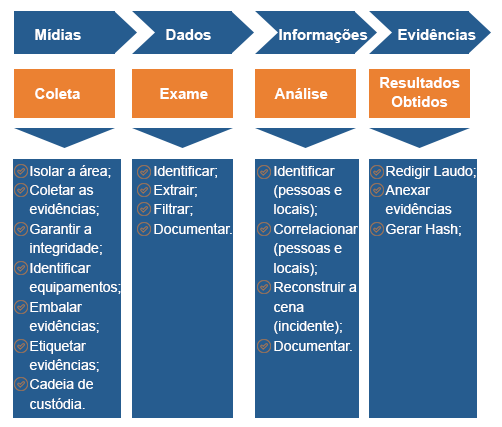 Mídias
Dados
Informações
Evidências
Coleta
Exame
Análise
Resultados
Obtidos
Isolar a área;
Coletar as
evidências;
Garantir a
integridade;
Identificar
equipamentos;
Embalar
evidências;
Etiquetar
evidências;
Cadeia de
custódia.
Identificar;
Extrair;
Filtrar;
Documentar.
Identificar
(pessoas e
locais);
Correlacionar
(pessoas e
locais);
Reconstruir a
cena
(incidente);
Documentar.
Redigir Laudo;
Anexar
evidências
Gerar Hash;